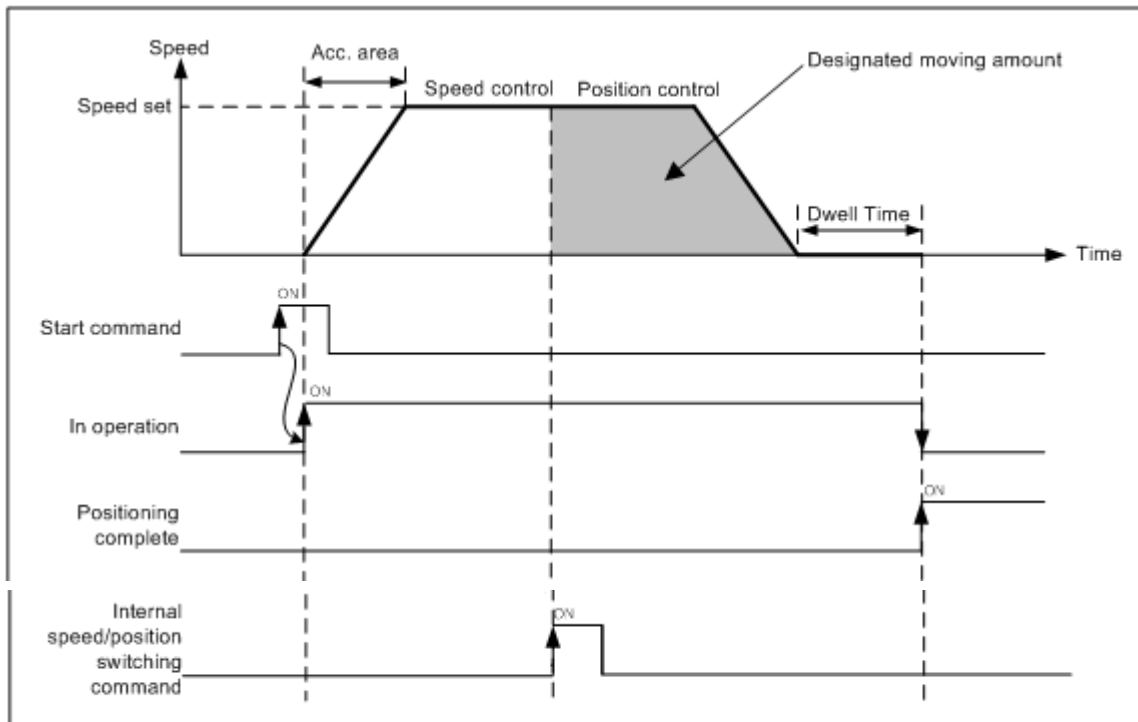 Speed
Acc. area
Designated moving amount
Speed set
Speed control
Position control
Dwell Time
Time
ON
Start command
ON
In operation
ON
Positioning
complete
ON
Internal
speed/position
switching
command